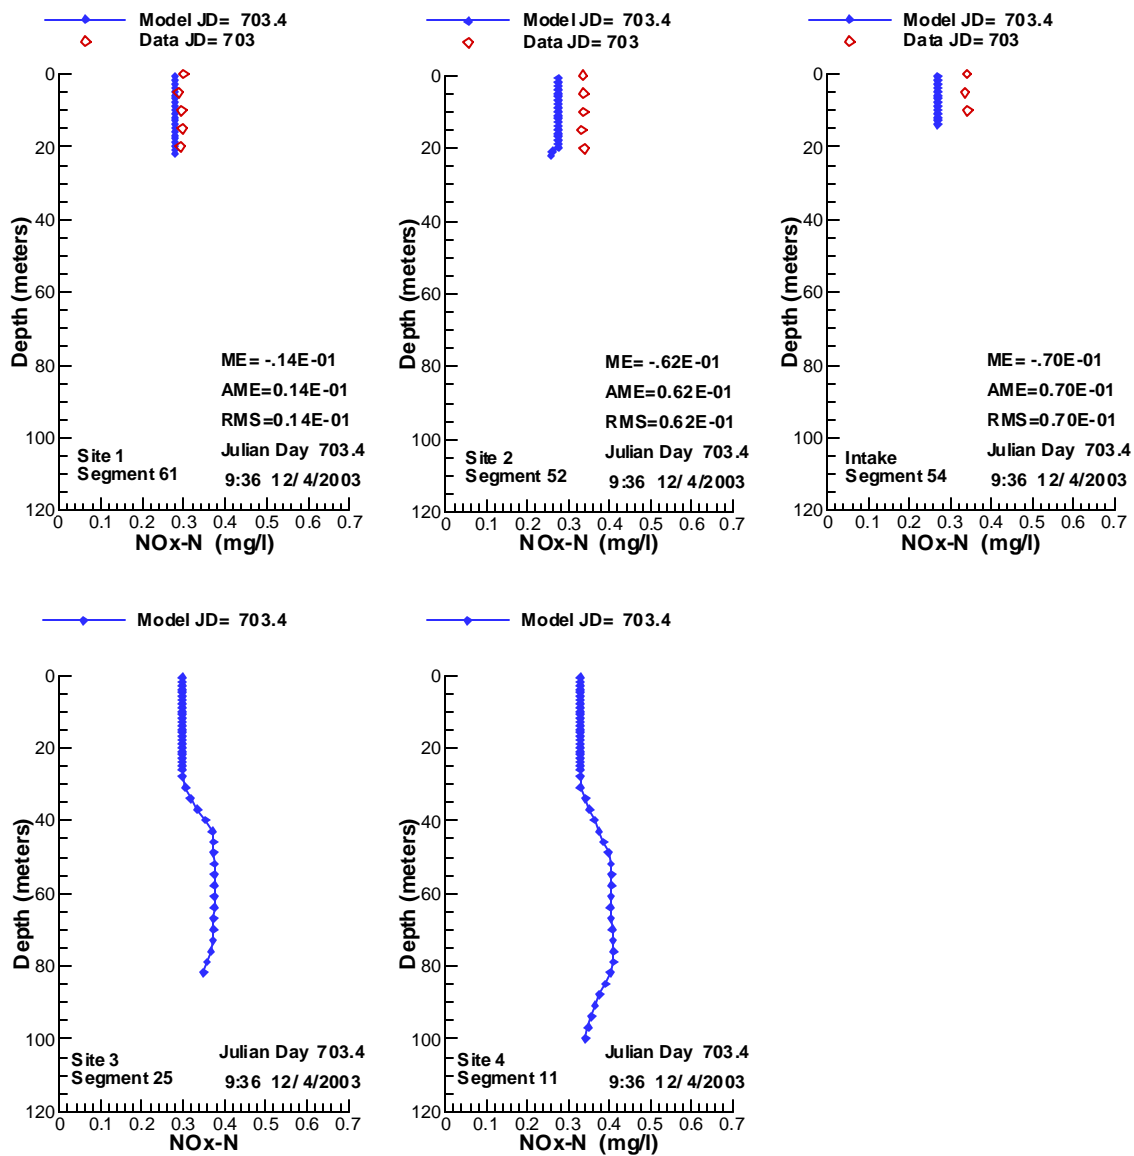 Model JD= 703.4
Data JD= 703
0
20
40
60
80
100
120
Depth (meters)
ME= -.14E-01
AME=0.14E-01
RMS=0.14E-01
Julian Day 703.4
9:36 12/ 4/2003
Site 1
Segment 61
0 0.1 0.2 0.3 0.4 0.5 0.6 0.7
NOx-N (mg/l)
Model JD= 703.4
Data JD= 703
0
20
40
60
80
100
120
Depth (meters)
ME= -.62E-01
AME=0.62E-01
RMS=0.62E-01
Julian Day 703.4
9:36 12/ 4/2003
Site 2
Segment 52
0 0.1 0.2 0.3 0.4 0.5 0.6 0.7
NOx-N (mg/l)
Model JD= 703.4
Data JD= 703
0
20
40
60
80
100
120
Depth (meters)
ME= -.70E-01
AME=0.70E-01
RMS=0.70E-01
Julian Day 703.4
9:36 12/ 4/2003
Intake
Segment 54
0 0.1 0.2 0.3 0.4 0.5 0.6 0.7
NOx-N (mg/l)
Model JD= 703.4
0
20
40
60
80
100
120
Depth (meters)
Site 3
Segment 25
Julian Day 703.4
9:36 12/ 4/2003
0 0.1 0.2 0.3 0.4 0.5 0.6 0.7
NOx-N
Model JD= 703.4
0
20
40
60
80
100
120
Depth (meters)
Site 4
Segment 11
Julian Day 703.4
9:36 12/ 4/2003
0 0.1 0.2 0.3 0.4 0.5 0.6 0.7
NOx-N (mg/l)